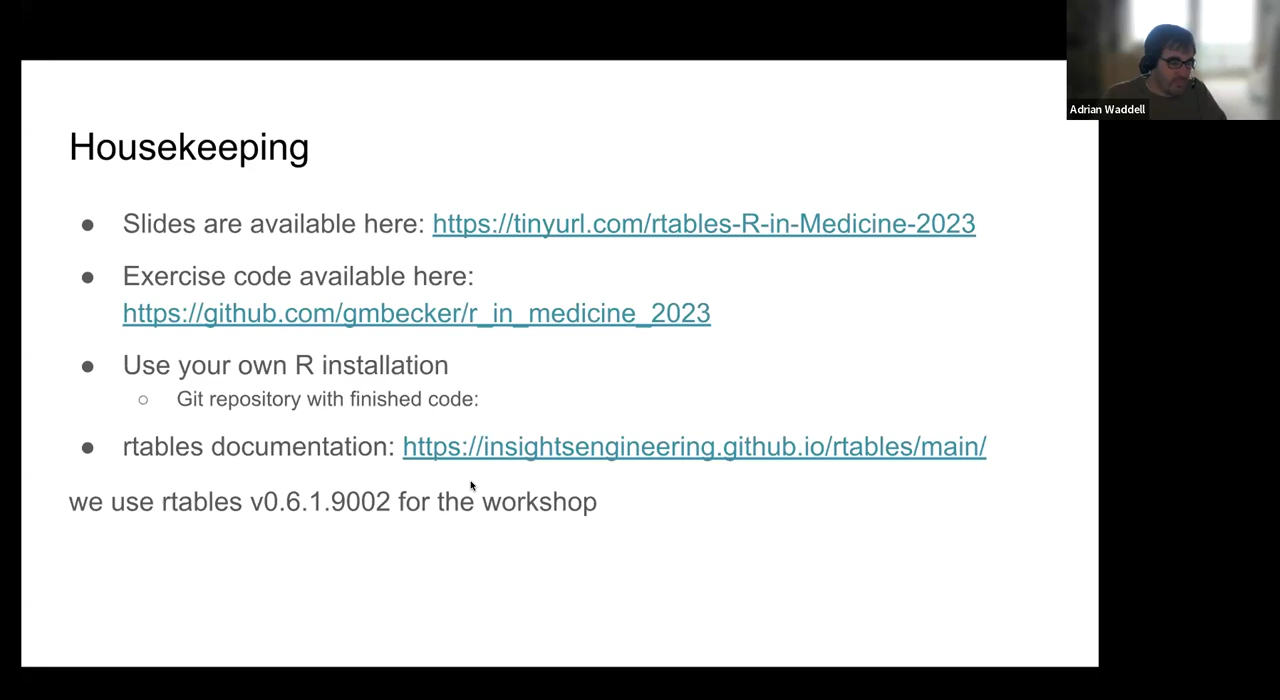 Adrian Waddell
Housekeeping
● Slides are available here: https://tinyurl.com/rtables-R-in-Medicine-2023
● Exercise code available here:
https://github.com/gmbecker/r_in_medicine_2023
● Use your own R installation
○ Git repository with finished code:
● rtables documentation: https://insightsengineering.github.io/rtables/main/
we use rtables v0.6.1.9002 for the workshop